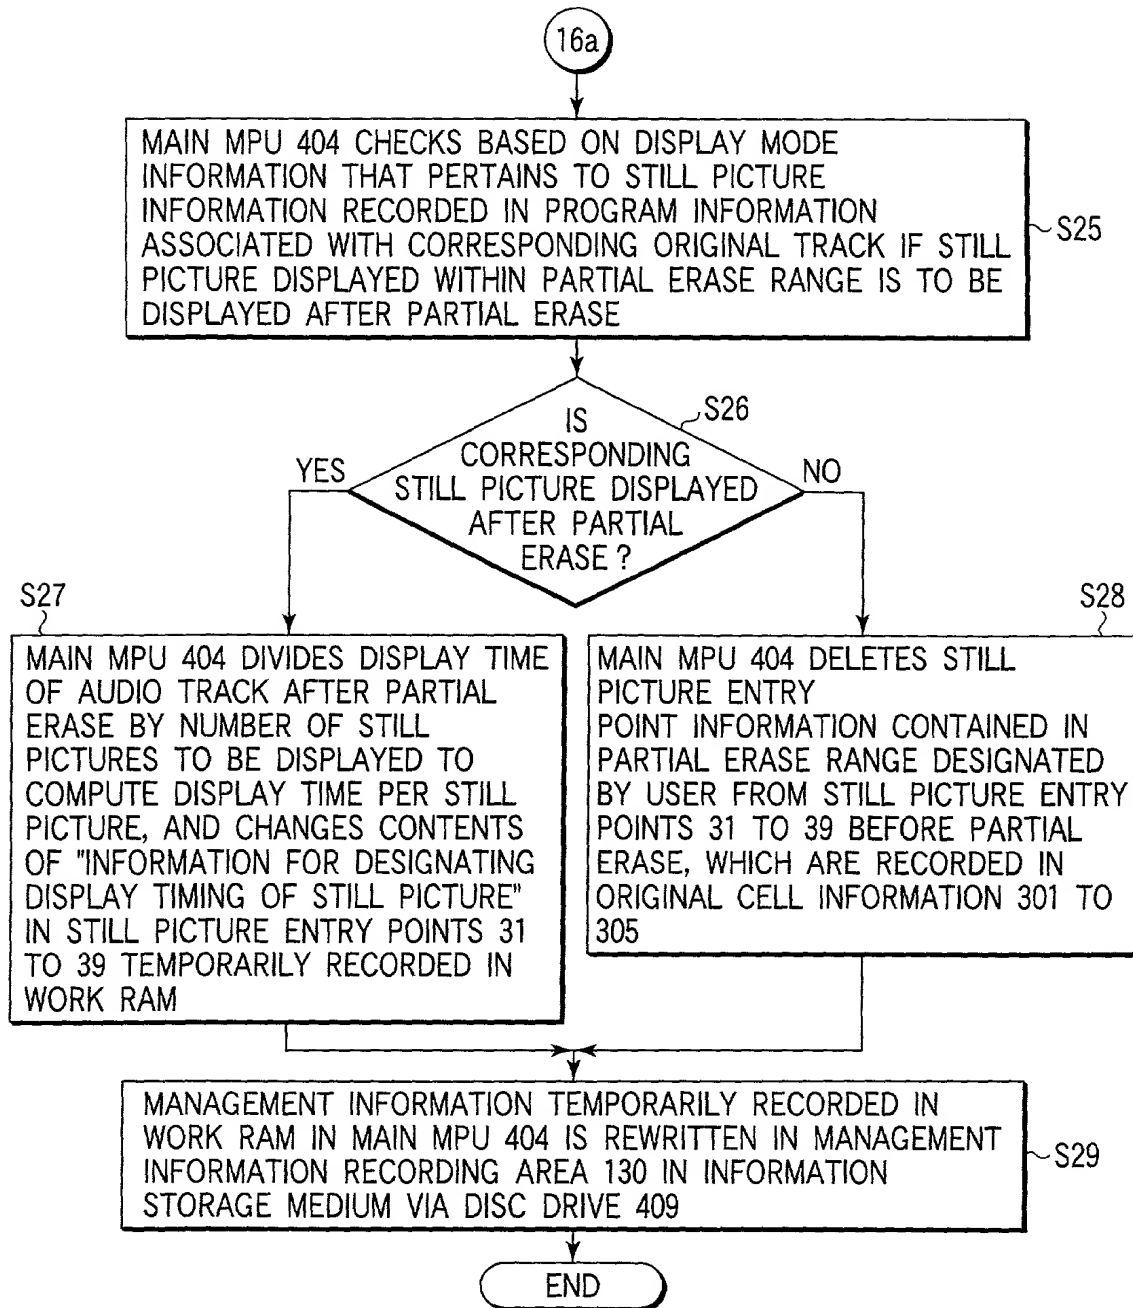 16a
MAIN MPU 404 CHECKS BASED ON DISPLAY MODE
INFORMATION THAT PERTAINS TO STILL PICTURE
INFORMATION RECORDED IN PROGRAM INFORMATION
ASSOCIATED WITH CORRESPONDING ORIGINAL TRACK IF STILL
PICTURE DISPLAYED WITHIN PARTIAL ERASE RANGE IS TO BE
DISPLAYED AFTER PARTIAL ERASE
S25
S26
IS
CORRESPONDING
STILL PICTURE DISPLAYED
AFTER PARTIAL
ERASE ?
YES
NO
S27
MAIN MPU 404 DIVIDES DISPLAY TIME
OF AUDIO TRACK AFTER PARTIAL
ERASE BY NUMBER OF STILL
PICTURES TO BE DISPLAYED TO
COMPUTE DISPLAY TIME PER STILL
PICTURE, AND CHANGES CONTENTS
OF "INFORMATION FOR DESIGNATING
DISPLAY TIMING OF STILL PICTURE"
IN STILL PICTURE ENTRY POINTS 31
TO 39 TEMPORARILY RECORDED IN
WORK RAM
S28
MAIN MPU 404 DELETES STILL
PICTURE ENTRY
POINT INFORMATION CONTAINED IN
PARTIAL ERASE RANGE DESIGNATED
BY USER FROM STILL PICTURE ENTRY
POINTS 31 TO 39 BEFORE PARTIAL
ERASE, WHICH ARE RECORDED IN
ORIGINAL CELL INFORMATION 301 TO
305
MANAGEMENT INFORMATION TEMPORARILY RECORDED IN
WORK RAM IN MAIN MPU 404 IS REWRITTEN IN MANAGEMENT
INFORMATION RECORDING AREA 130 IN INFORMATION
STORAGE MEDIUM VIA DISC DRIVE 409
S29
END